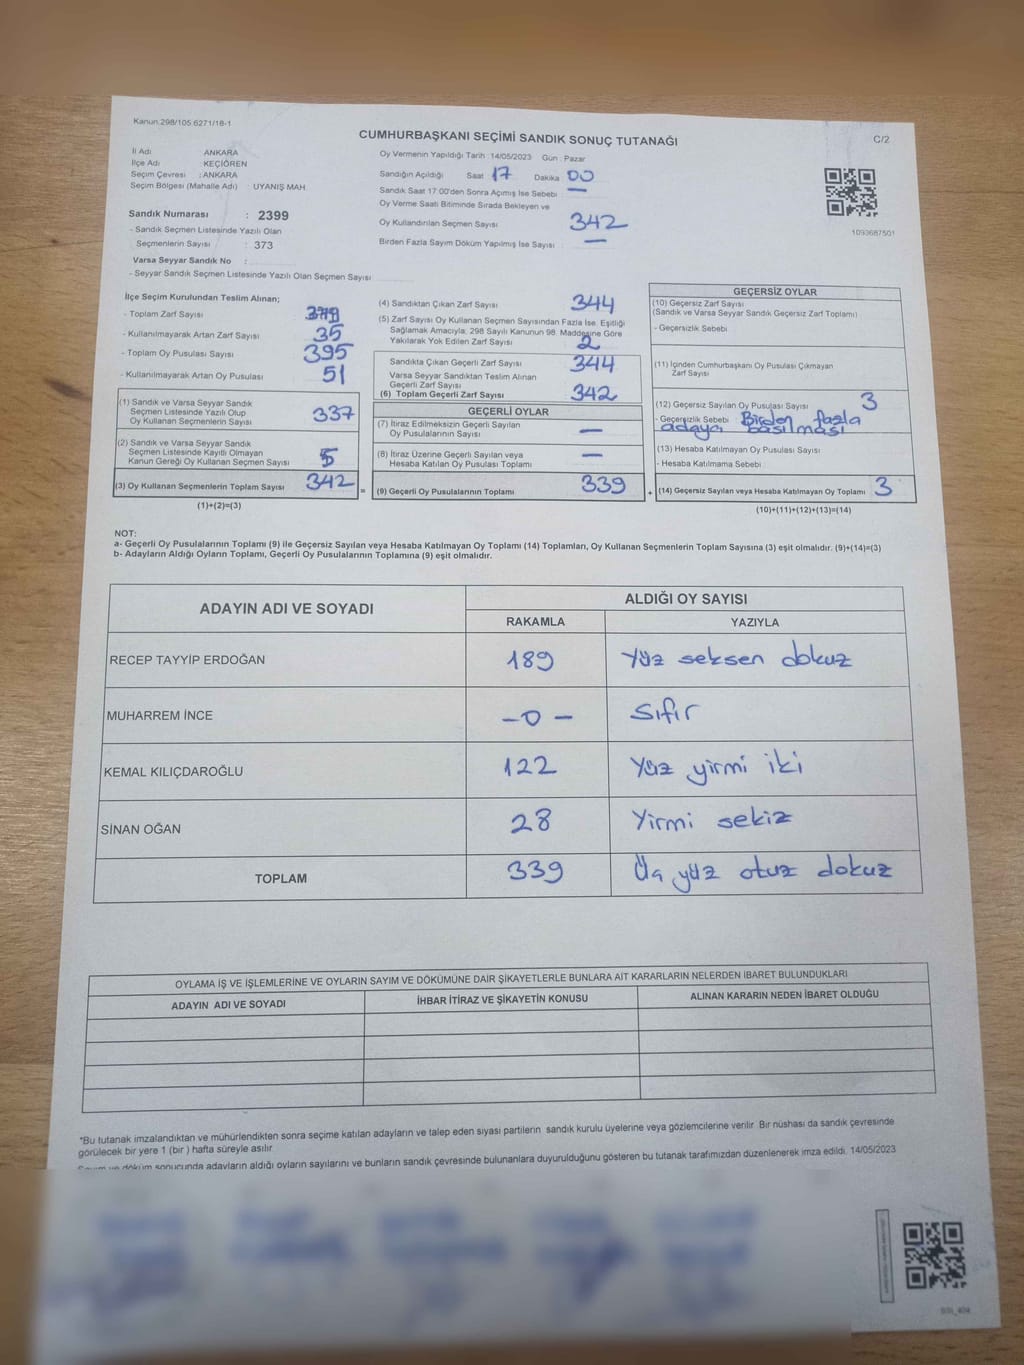 Kanun.298/105 6271/18-1
CUMHURBAŞKANI SEÇİMİ SANDIK SONUÇ TUTANAĞI
C/2
İl Adı ANKARA
İlçe Adı KEÇİÖREN
Seçim Çevresi : ANKARA
Seçim Bölgesi (Mahalle Adı) : UYANIŞ MAH.
Oy Vermenin Yapıldığı Tarih : 14/05/2023 Gün : Pazar
Sandığın Açıldığı Saat 17 Dakika 00
Sandık Saat 17:00'den Sonra Açımış İse Sebebi —
Oy Verme Saati Bitiminde Sırada Bekleyen ve
Oy Kullandırılan Seçmen Sayısı 342
Birden Fazla Sayım Döküm Yapılmış İse Sayısı —
1093687501
Sandık Numarası : 2399
- Sandık Seçmen Listesinde Yazılı Olan
Seçmenlerin Sayısı : 373
Varsa Seyyar Sandık No :
- Seyyar Sandık Seçmen Listesinde Yazılı Olan Seçmen Sayısı
İlçe Seçim Kurulundan Teslim Alınan;
- Toplam Zarf Sayısı
- Kullanılmayarak Artan Zarf Sayısı 35
- Toplam Oy Pusulası Sayısı 395
- Kullanılmayarak Artan Oy Pusulası 51
(1) Sandık ve Varsa Seyyar Sandık
Seçmen Listesinde Yazılı Olup
Oy Kullanan Seçmenlerin Sayısı 337
(2) Sandık ve Varsa Seyyar Sandık
Seçmen Listesinde Kayıtlı Olmayan
Kanun Gereği Oy Kullanan Seçmen Sayısı 5
(3) Oy Kullanan Seçmenlerin Toplam Sayısı 342 =
(1)+(2)=(3)
(4) Sandıktan Çıkan Zarf Sayısı 344
(5) Zarf Sayısı Oy Kullanan Seçmen Sayısından Fazla İse, Eşitliği
Sağlamak Amacıyla, 298 Sayılı Kanunun 98. Maddesine Göre
Yakılarak Yok Edilen Zarf Sayısı 2
Sandıkta Çıkan Geçerli Zarf Sayısı 344
Varsa Seyyar Sandıktan Teslim Alınan
Geçerli Zarf Sayısı
(6) Toplam Geçerli Zarf Sayısı 342
GEÇERLİ OYLAR
(7) İtiraz Edilmeksizin Geçerli Sayılan
Oy Pusulalarının Sayısı —
(8) İtiraz Üzerine Geçerli Sayılan veya
Hesaba Katılan Oy Pusulası Toplamı —
(9) Geçerli Oy Pusulalarının Toplamı 339 +
GEÇERSİZ OYLAR
(10) Geçersiz Zarf Sayısı
(Sandık ve Varsa Seyyar Sandık Geçersiz Zarf Toplamı)
- Geçersizlik Sebebi
(11) İçinden Cumhurbaşkanı Oy Pusulası Çıkmayan
Zarf Sayısı
(12) Geçersiz Sayılan Oy Pusulası Sayısı 3
- Geçersizlik Sebebi : Birden fazla
adaya basılması
(13) Hesaba Katılmayan Oy Pusulası Sayısı
- Hesaba Katılmama Sebebi :
(14) Geçersiz Sayılan veya Hesaba Katılmayan Oy Toplamı 3
(10)+(11)+(12)+(13)=(14)
NOT:
a- Geçerli Oy Pusulalarının Toplamı (9) ile Geçersiz Sayılan veya Hesaba Katılmayan Oy Toplamı (14) Toplamları, Oy Kullanan Seçmenlerin Toplam Sayısına (3) eşit olmalıdır. (9)+(14)=(3)
b- Adayların Aldığı Oyların Toplamı, Geçerli Oy Pusulalarının Toplamına (9) eşit olmalıdır.
ADAYIN ADI VE SOYADI
ALDIĞI OY SAYISI
RAKAMLA YAZIYLA
RECEP TAYYİP ERDOĞAN 189 Yüz seksen dokuz
MUHARREM İNCE -0- Sıfır
KEMAL KILIÇDAROĞLU 122 Yüz yirmi iki
SİNAN OĞAN 28 Yirmi sekiz
TOPLAM 339 Üç yüz otuz dokuz
OYLAMA İŞ VE İŞLEMLERİNE VE OYLARIN SAYIM VE DÖKÜMÜNE DAİR ŞİKAYETLERLE BUNLARA AİT KARARLARIN NELERDEN İBARET BULUNDUKLARI
ADAYIN ADI VE SOYADI İHBAR İTİRAZ VE ŞİKAYETİN KONUSU ALINAN KARARIN NEDEN İBARET OLDUĞU
*Bu tutanak imzalandıktan ve mühürlendikten sonra seçime katılan adayların ve talep eden siyasi partilerin sandık kurulu üyelerine veya gözlemcilerine verilir. Bir nüshası da sandık çevresinde
görülecek bir yere 1 (bir ) hafta süreyle asılır.
Sayım ve döküm sonucunda adayların aldığı oyların sayılarını ve bunların sandık çevresinde bulunanlara duyurulduğunu gösteren bu tutanak tarafımızdan düzenlenerek imza edildi. 14/05/2023